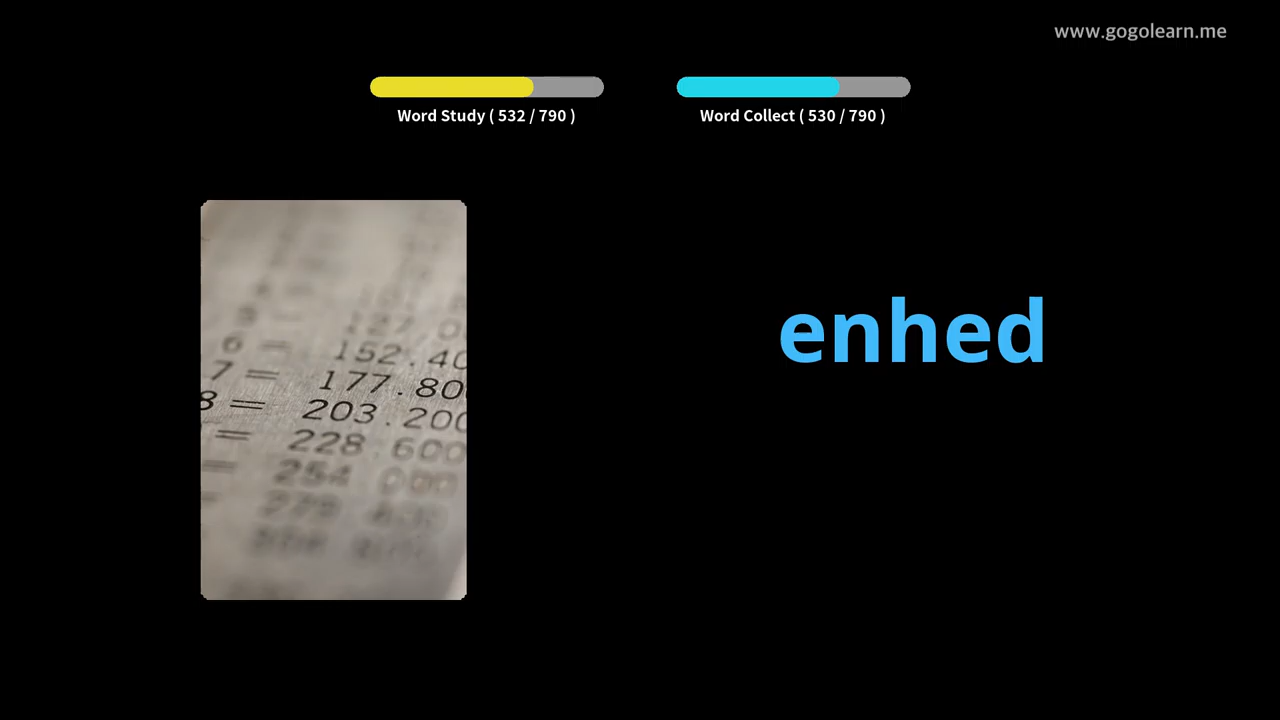 www.gogolearn.me
Word Study ( 532 / 790 )
Word Collect ( 530 / 790 )
enhed
6 = 152.40
7 = 177.80
8 = 203.200
= 228.600
= 254